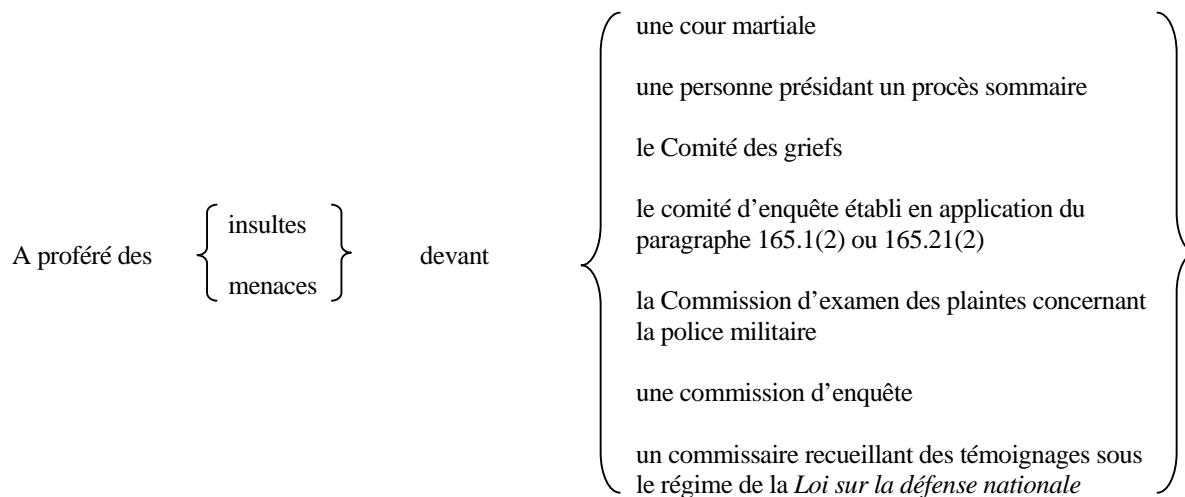 une cour martiale
une personne présidant un procès sommaire
le Comité des griefs
le comité d’enquête établi en application du
paragraphe 165.1(2) ou 165.21(2)
insultes
A proféré des
devant
menaces
la Commission d’examen des plaintes concernant
la police militaire
une commission d’enquête
un commissaire recueillant des témoignages sous
le régime de la Loi sur la défense nationale